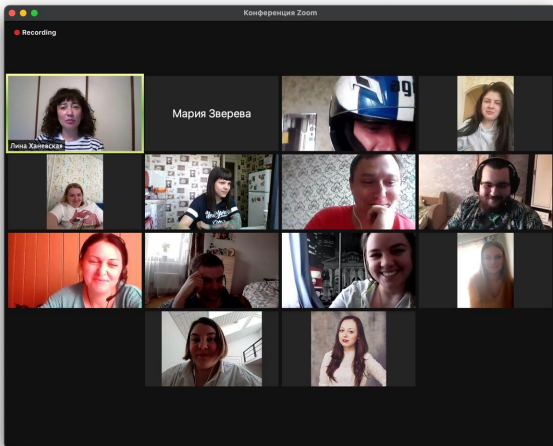 Конференция Zoom
Recording
Мария Зверева
Лина Ханевская